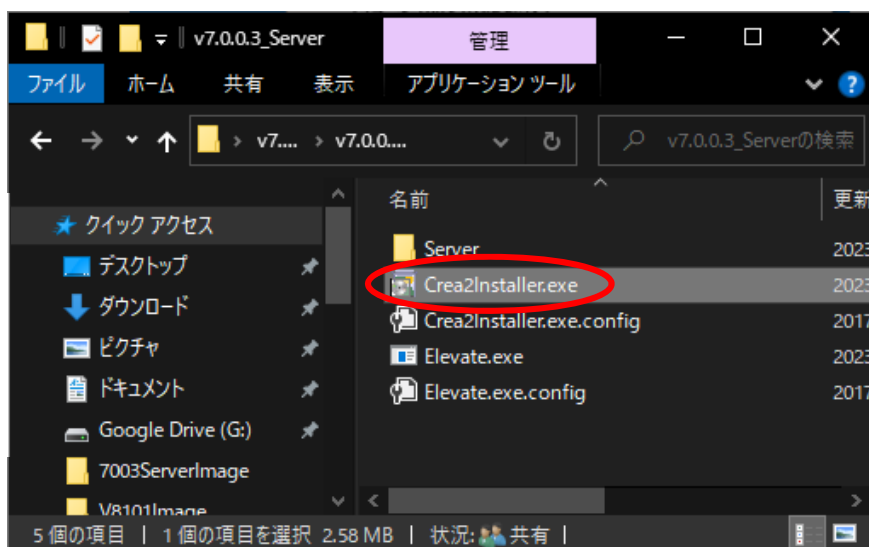 v7.0.0.3_Server
管理
ファイル ホーム 共有 表示 アプリケーション ツール
v7.... v7.0.0.... v7.0.0.3_Serverの検索
名前 更新
クイック アクセス
デスクトップ
ダウンロード
ピクチャ
ドキュメント
Google Drive (G:)
7003ServerImage
V8101Image
Server 2023
Crea2Installer.exe 2023
Crea2Installer.exe.config 2017
Elevate.exe 2023
Elevate.exe.config 2017
5 個の項目 | 1 個の項目を選択 2.58 MB | 状況: 共有 |